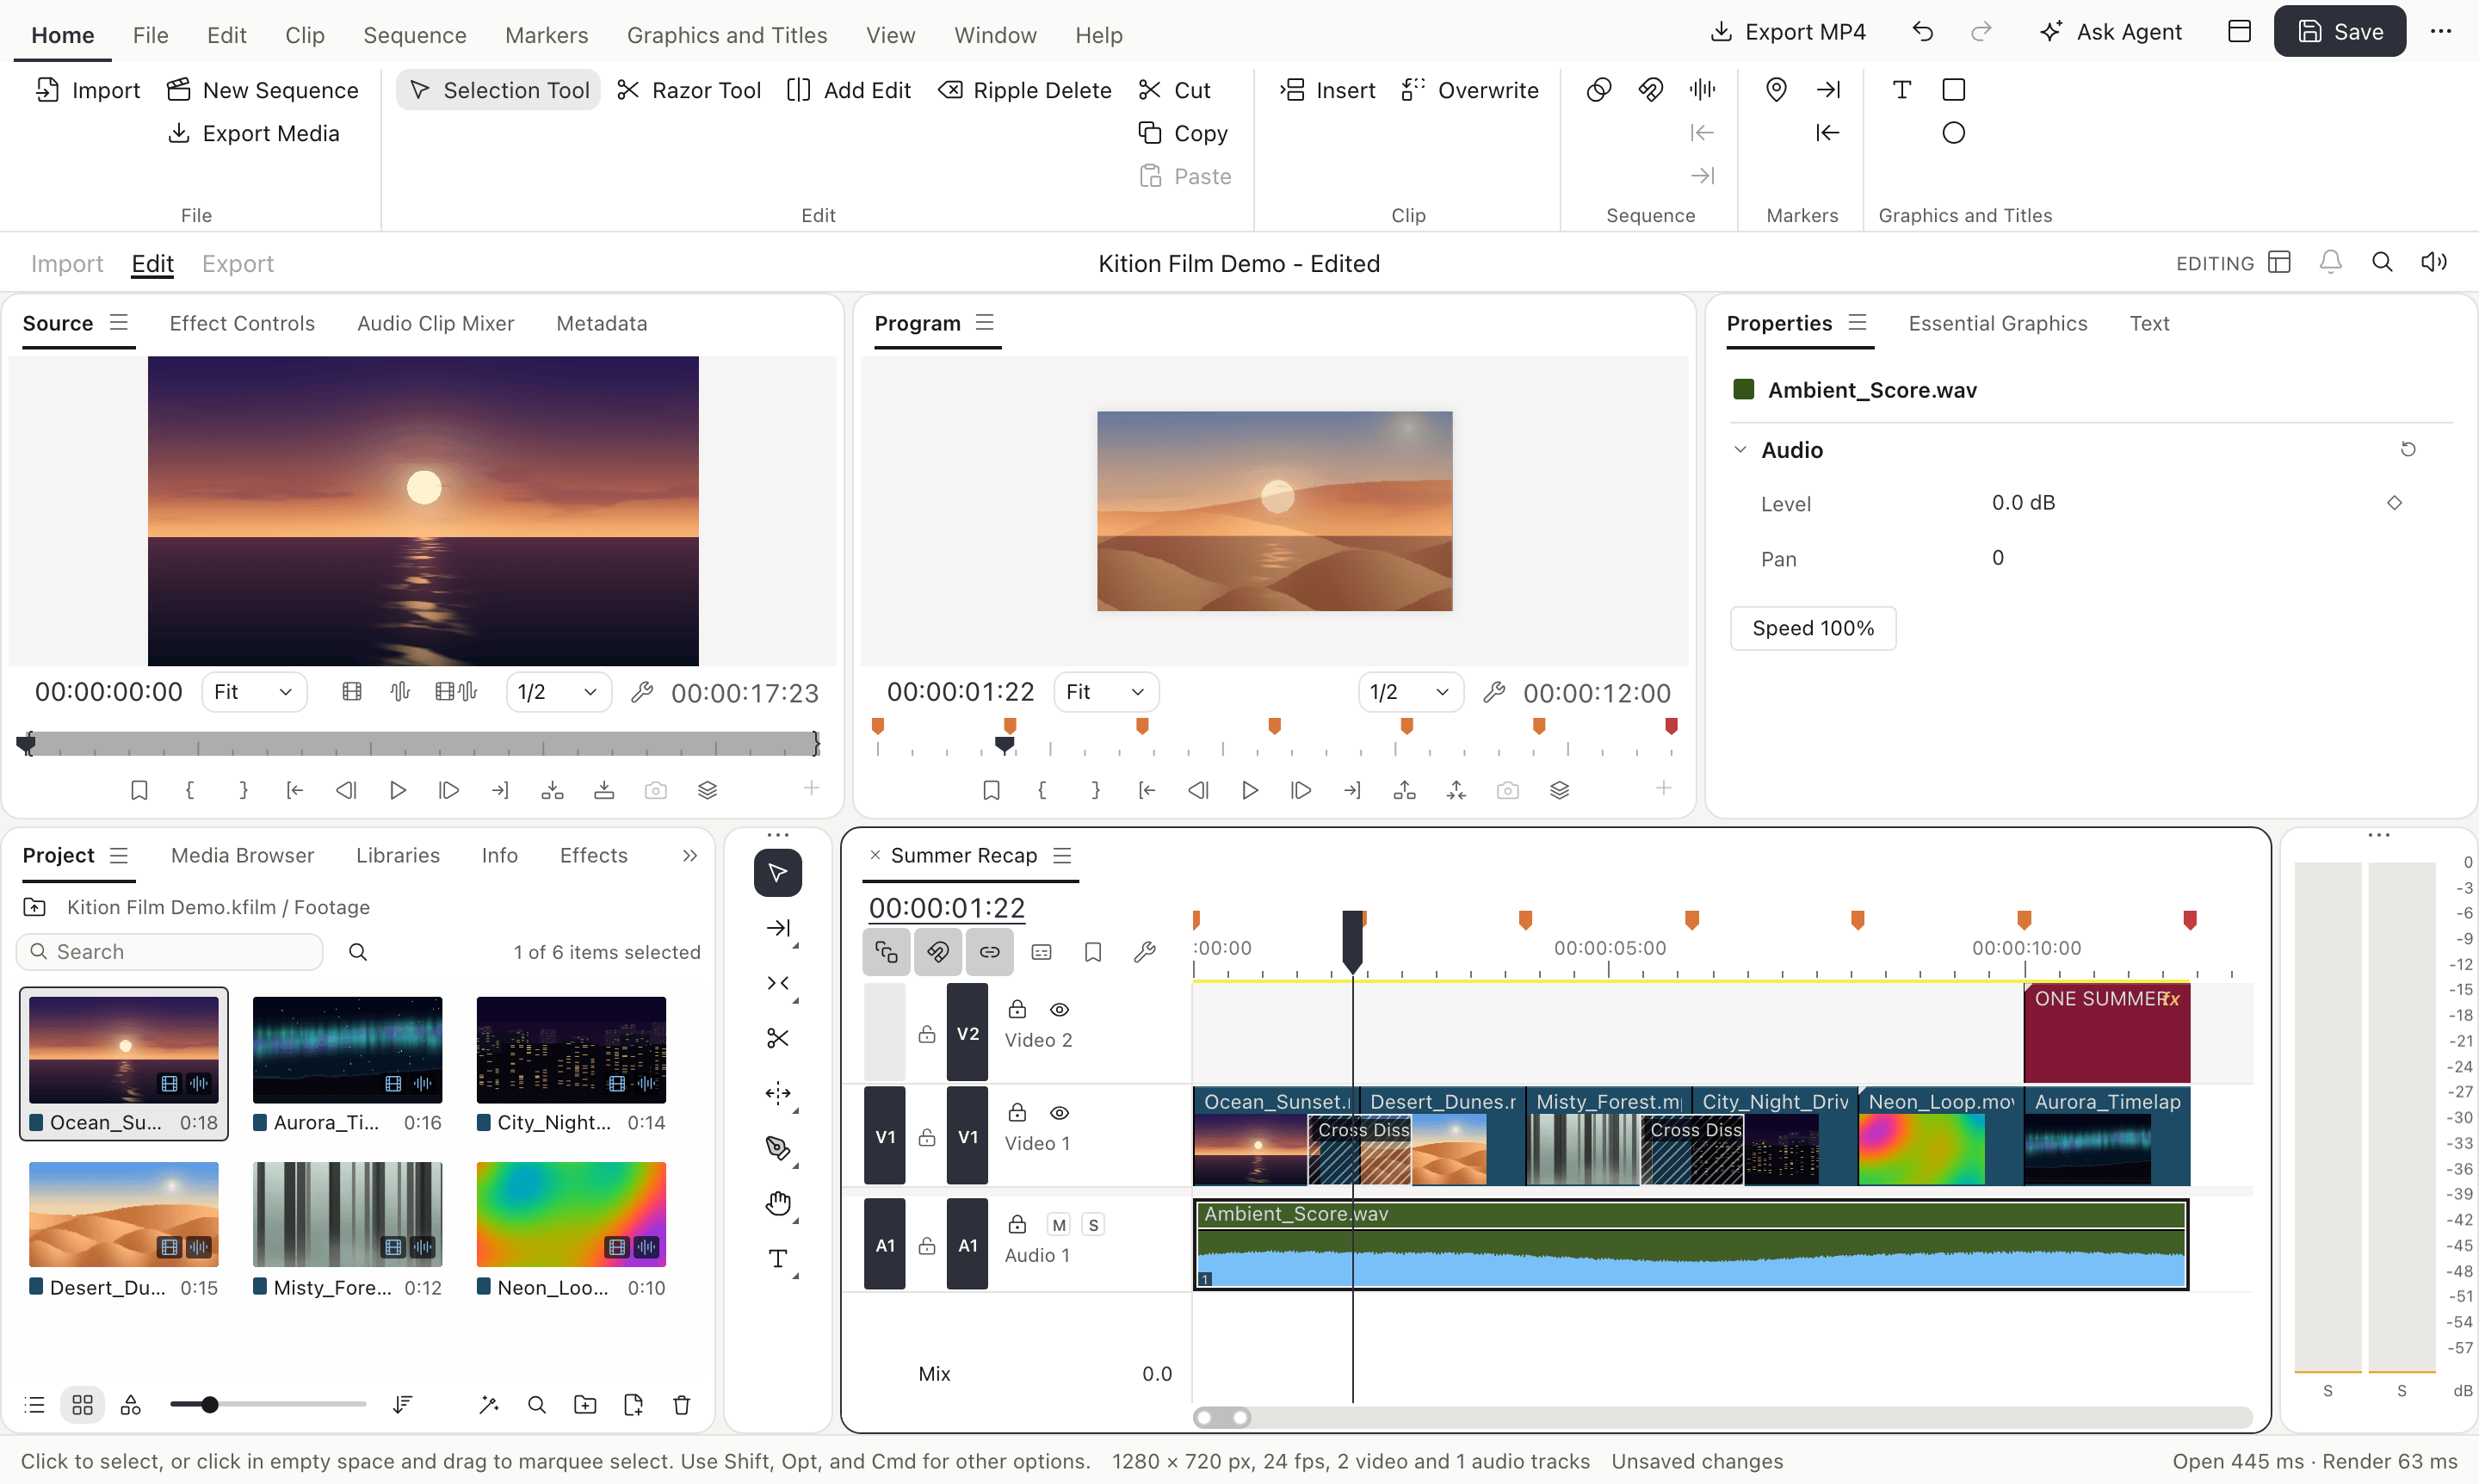 Home File Edit Clip Sequence Markers Graphics and Titles View Window Help Export MP4 Ask Agent Save
Import New Sequence Selection Tool Razor Tool Add Edit Ripple Delete Cut Insert Overwrite
Export Media Copy
Paste
File Edit Clip Sequence Markers Graphics and Titles
Import Edit Export Kition Film Demo - Edited EDITING
Source Effect Controls Audio Clip Mixer Metadata
Program
Properties Essential Graphics Text
Ambient_Score.wav
Audio
Level 0.0 dB
Pan 0
Speed 100%
00:00:00:00 Fit 1/2 00:00:17:23
00:00:01:22 Fit 1/2 00:00:12:00
Project Media Browser Libraries Info Effects
Kition Film Demo.kfilm / Footage
Search 1 of 6 items selected
Ocean_Su... 0:18 Aurora_Ti... 0:16 City_Night... 0:14
Desert_Du... 0:15 Misty_Fore... 0:12 Neon_Loo... 0:10
Summer Recap
00:00:01:22
:00:00 00:00:05:00 00:00:10:00
V2 Video 2 ONE SUMMER fx
V1 V1 Video 1
Ocean_Sunset.r Desert_Dunes.r Misty_Forest.m City_Night_Driv Neon_Loop.mov Aurora_Timelap
Cross Diss Cross Diss
A1 A1 M S Audio 1
Ambient_Score.wav
1
Mix 0.0
0
-3
-6
-9
-12
-15
-18
-21
-24
-27
-30
-33
-36
-39
-42
-45
-48
-51
-54
-57
S S dB
Click to select, or click in empty space and drag to marquee select. Use Shift, Opt, and Cmd for other options. 1280 × 720 px, 24 fps, 2 video and 1 audio tracks Unsaved changes Open 445 ms · Render 63 ms